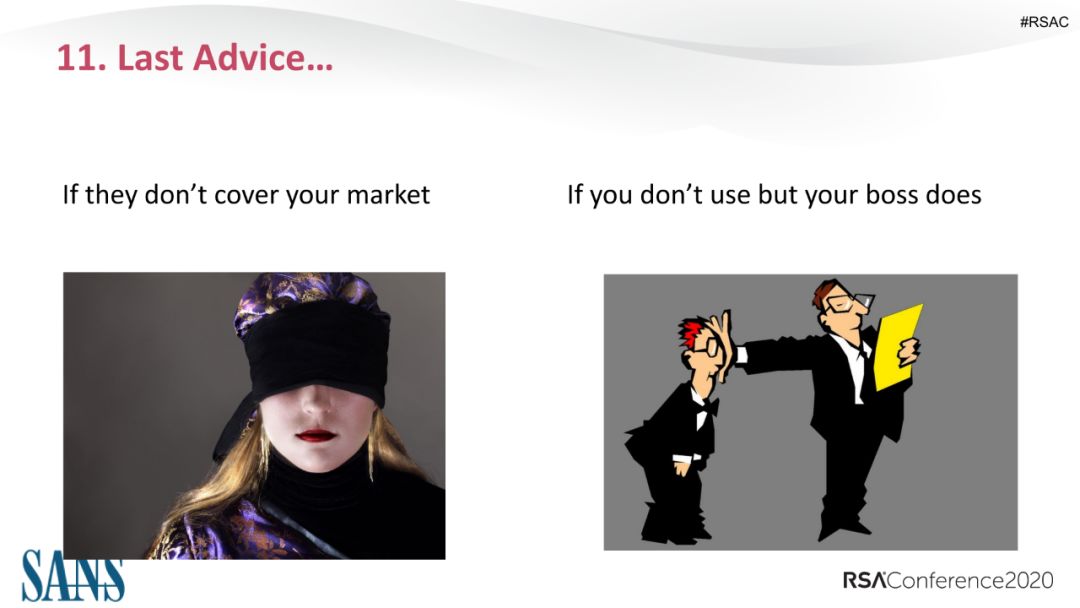 #RSAC
11. Last Advice…
If they don’t cover your market
If you don’t use but your boss does
SANS
RSAConference2020